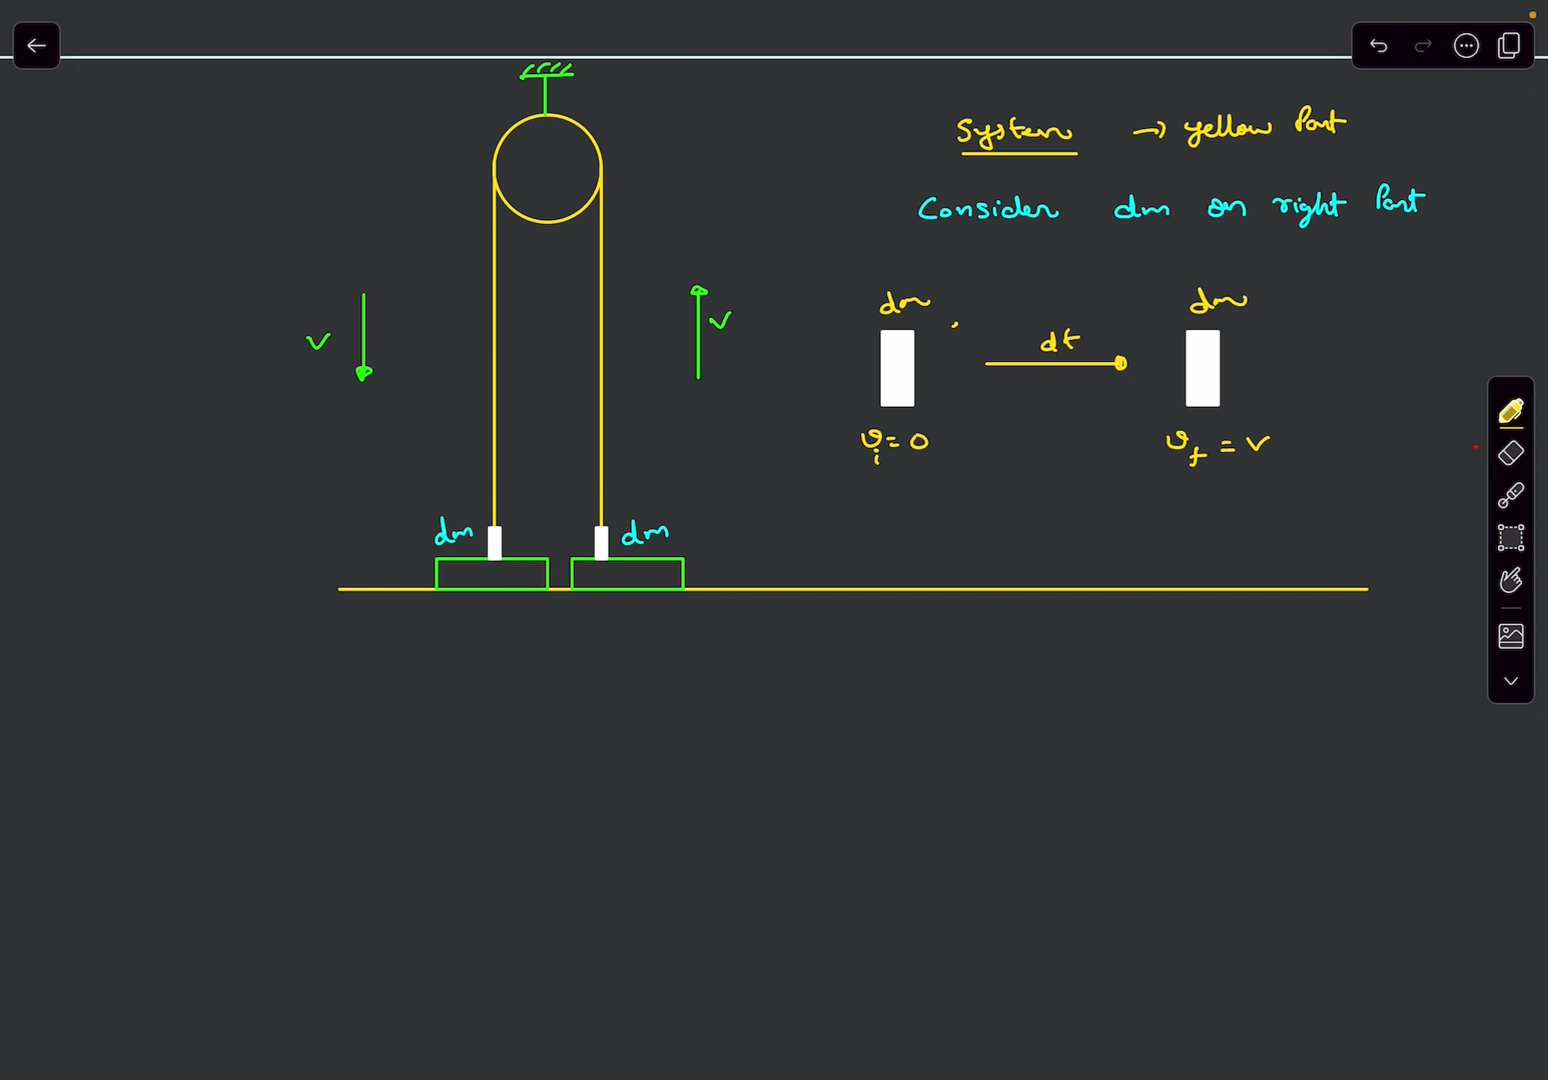 System → yellow Part
Consider dm on right Part
dm dm
dt
v v
vi = 0 vf = v
dm dm